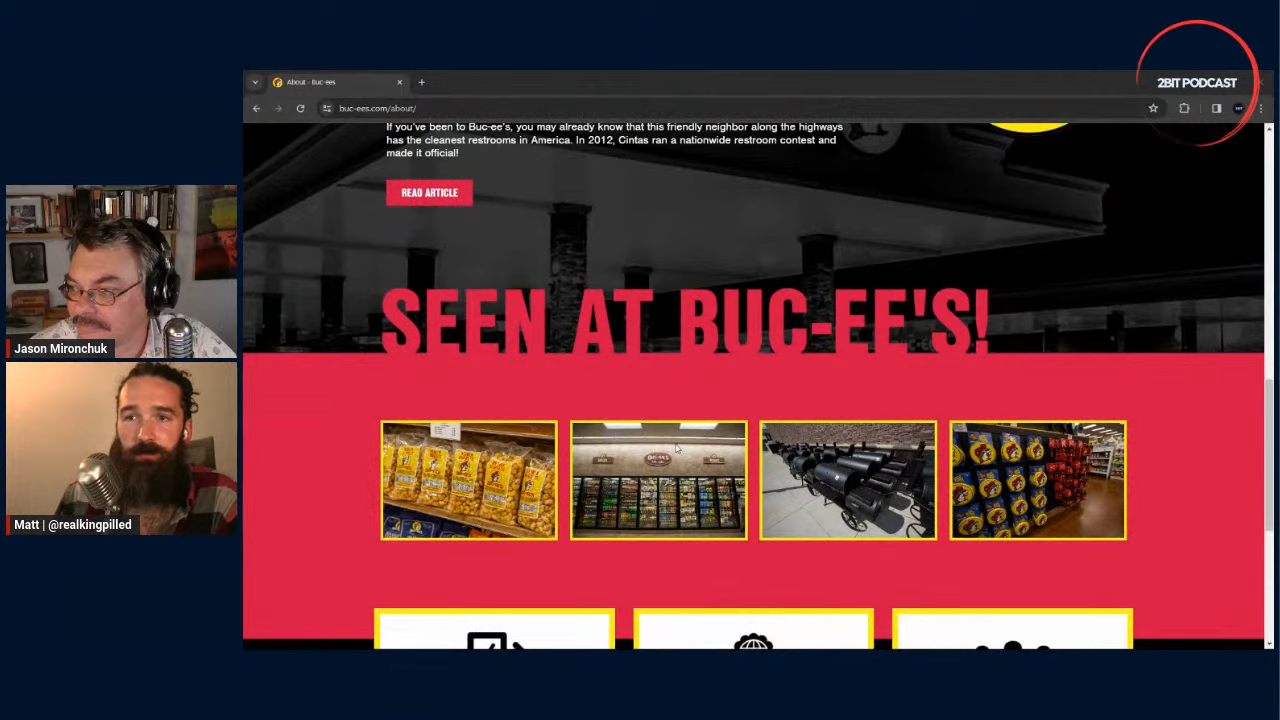 2BIT PODCAST
About - Buc-ees
buc-ees.com/about/
If you've been to Buc-ee's, you may already know that this friendly neighbor along the highways
has the cleanest restrooms in America. In 2012, Cintas ran a nationwide restroom contest and
made it official!
READ ARTICLE
SEEN AT BUC-EE'S!
Jason Mironchuk
Matt | @realkingpilled